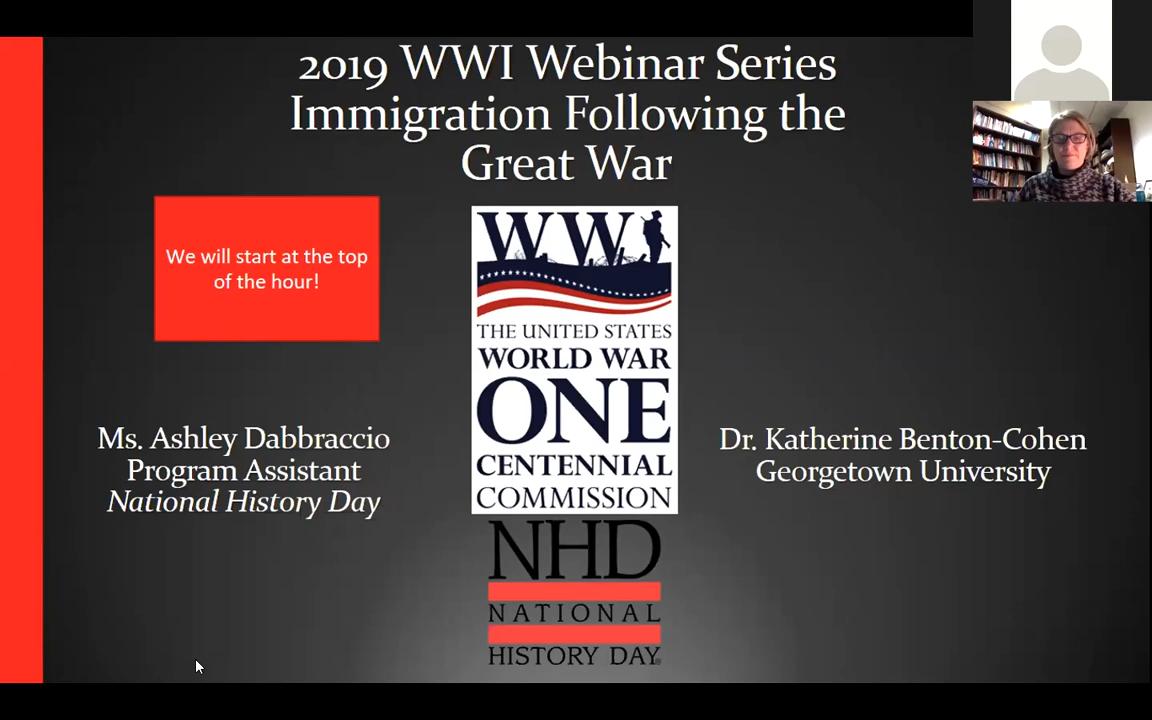 2019 WWI Webinar Series
Immigration Following the
Great War
We will start at the top
of the hour!
WWI
THE UNITED STATES
WORLD WAR
ONE
CENTENNIAL
COMMISSION
Ms. Ashley Dabbraccio
Program Assistant
National History Day
Dr. Katherine Benton-Cohen
Georgetown University
NHD
NATIONAL
HISTORY DAY®